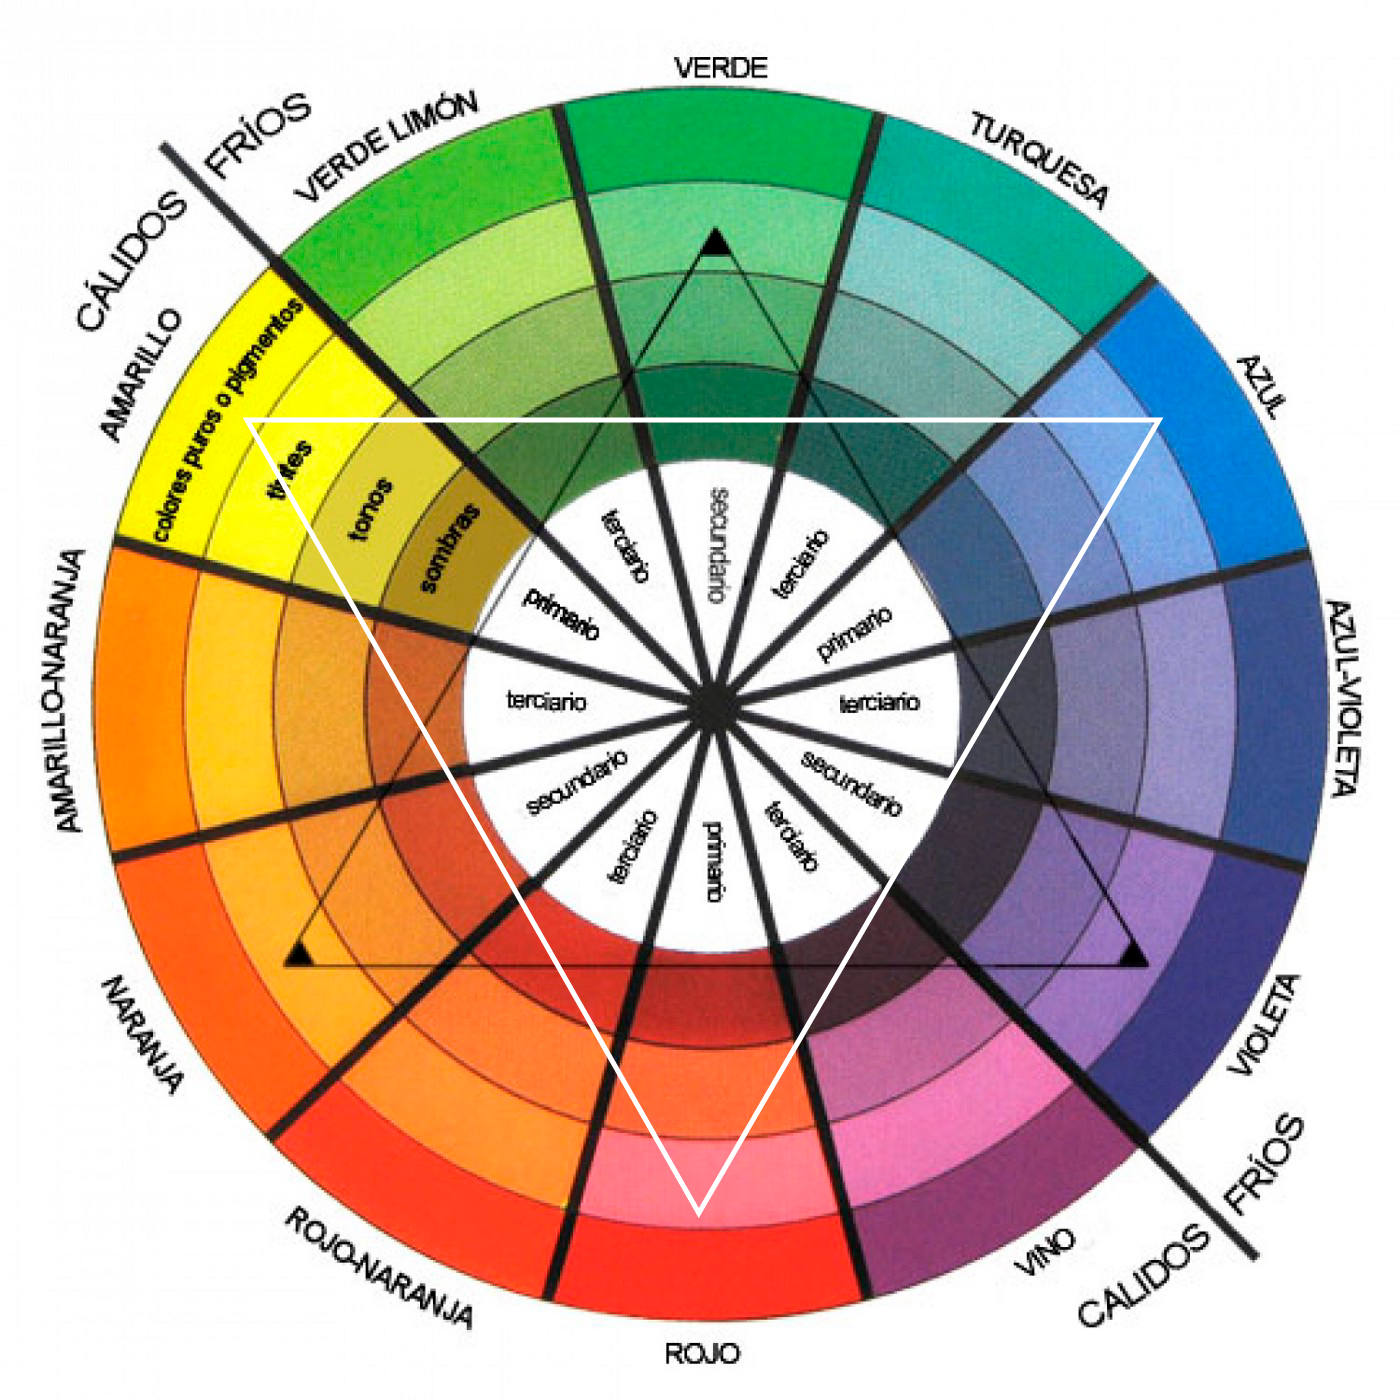 VERDE
TURQUESA
AZUL
AZUL-VIOLETA
VIOLETA
FRÍOS
CALIDOS
VINO
ROJO
ROJO-NARANJA
NARANJA
AMARILLO-NARANJA
AMARILLO
CÁLIDOS
FRÍOS
VERDE LIMÓN
colores puros o pigmentos
tintes
tonos
sombras
secundario
terciario
primario
terciario
secundario
terciario
primario
terciario
secundario
terciario
primario
terciario